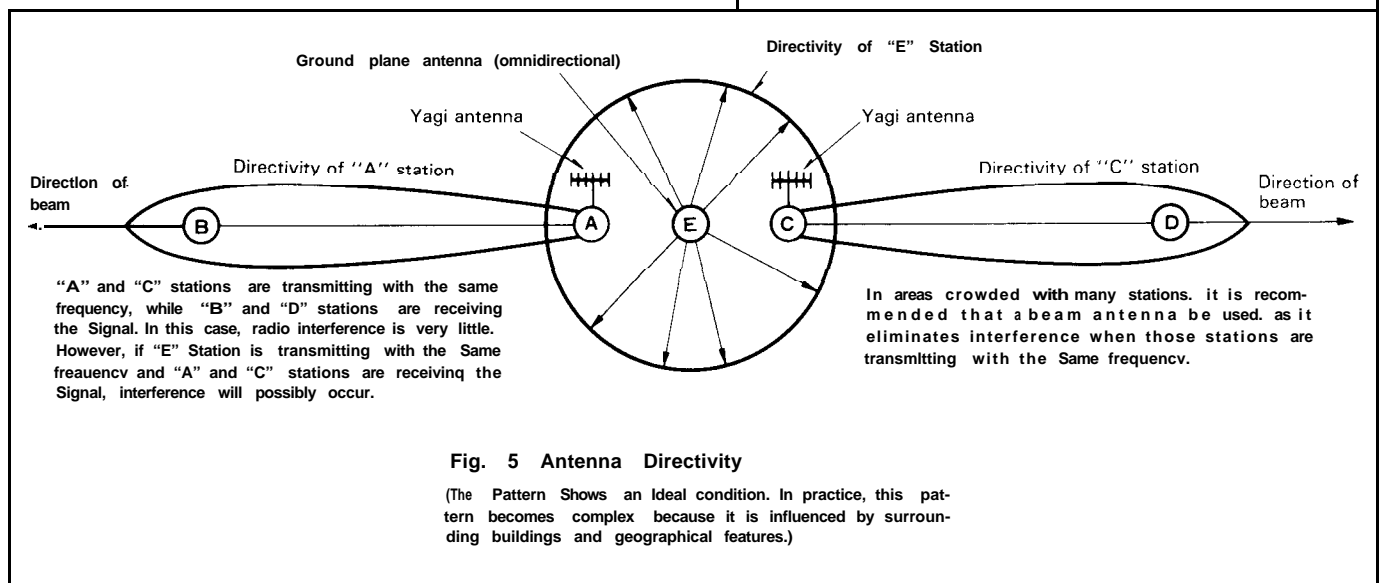 Directivity of “E” Station
Ground plane antenna (omnidirectional)
Yagi antenna
Yagi antenna
Directivity of "A" station
Directivity of "C" station
Direction of
beam
Direction of
beam
B
A
E
C
D
“A” and “C” stations are transmitting with the same
frequency, while “B” and “D” stations are receiving
the Signal. In this case, radio interference is very little.
However, if “E” Station is transmitting with the Same
freauencv and “A” and “C” stations are receiving the
Signal, interference will possibly occur.
In areas crowded with many stations. it is recom-
mended that a beam antenna be used. as it
eliminates interference when those stations are
transmltting with the Same frequencv.
Fig. 5 Antenna Directivity
(The Pattern Shows an Ideal condition. In practice, this pat-
tern becomes complex because it is influenced by surroun-
ding buildings and geographical features.)